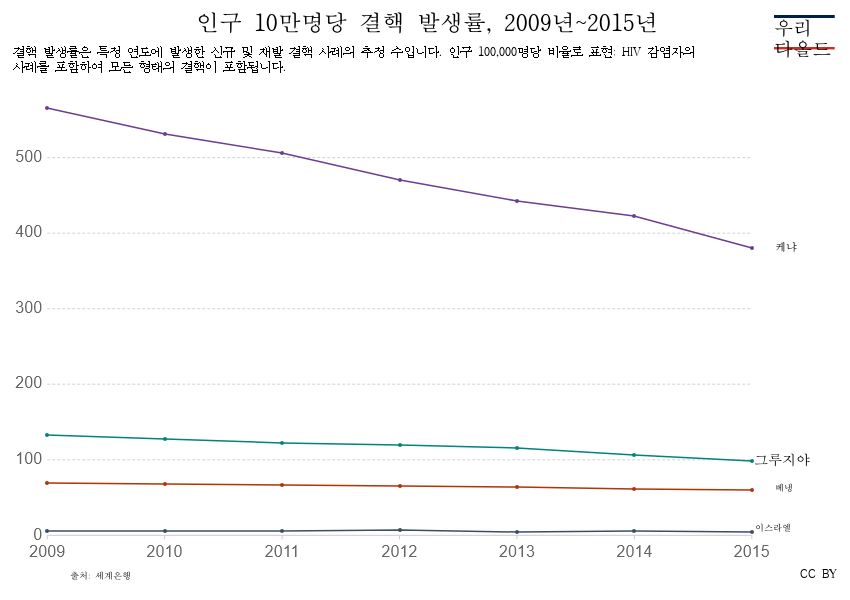 인구 10만명당 결핵 발생률, 2009년~2015년
우리
다울드
결핵 발생률은 특정 연도에 발생한 신규 및 재발 결핵 사례의 추정 수입니다. 인구 100,000명당 비율로 표현: HIV 감염자의
사례를 포함하여 모든 형태의 결핵이 포함됩니다.
500
400
300
200
100
0
케냐
그루지야
베냉
이스라엘
2009 2010 2011 2012 2013 2014 2015
출처: 세계은행
CC BY